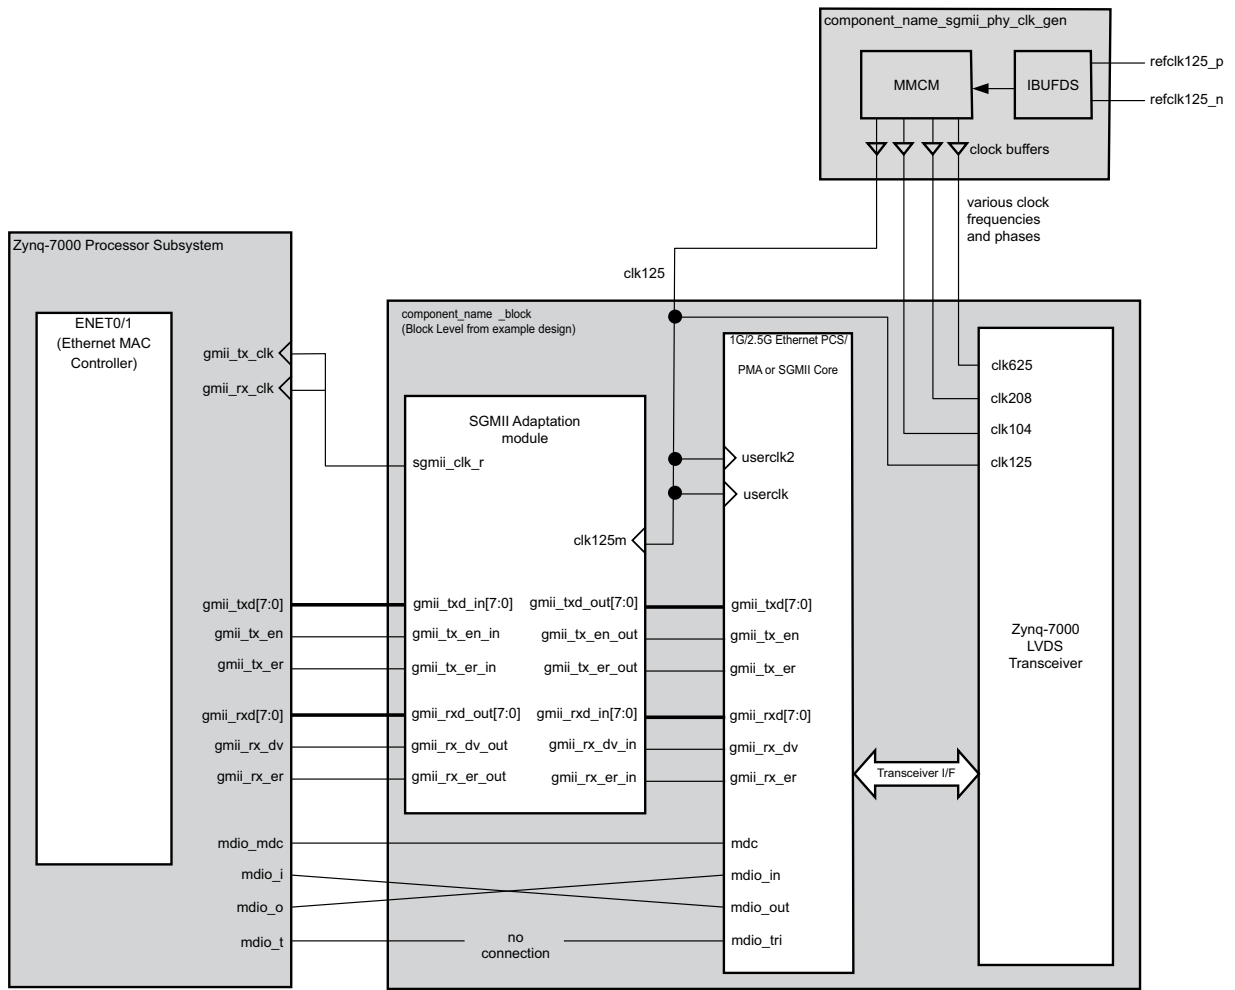 component_name_sgmii_phy_clk_gen
MMCM
IBUFDS
refclk125_p
refclk125_n
clock buffers
various clock
frequencies
and phases
clk125
Zynq-7000 Processor Subsystem
ENET0/1
(Ethernet MAC
Controller)
gmii_tx_clk
gmii_rx_clk
gmii_txd[7:0]
gmii_tx_en
gmii_tx_er
gmii_rxd[7:0]
gmii_rx_dv
gmii_rx_er
mdio_mdc
mdio_i
mdio_o
mdio_t
component_name _block
(Block Level from example design)
SGMII Adaptation
module
sgmii_clk_r
clk125m
gmii_txd_in[7:0]
gmii_tx_en_in
gmii_tx_er_in
gmii_rxd_out[7:0]
gmii_rx_dv_out
gmii_rx_er_out
gmii_txd_out[7:0]
gmii_tx_en_out
gmii_tx_er_out
gmii_rxd_in[7:0]
gmii_rx_dv_in
gmii_rx_er_in
no
connection
1G/2.5G Ethernet PCS/
PMA or SGMII Core
userclk2
userclk
gmii_txd[7:0]
gmii_tx_en
gmii_tx_er
gmii_rxd[7:0]
gmii_rx_dv
gmii_rx_er
mdc
mdio_in
mdio_out
mdio_tri
Transceiver I/F
clk625
clk208
clk104
clk125
Zynq-7000
LVDS
Transceiver